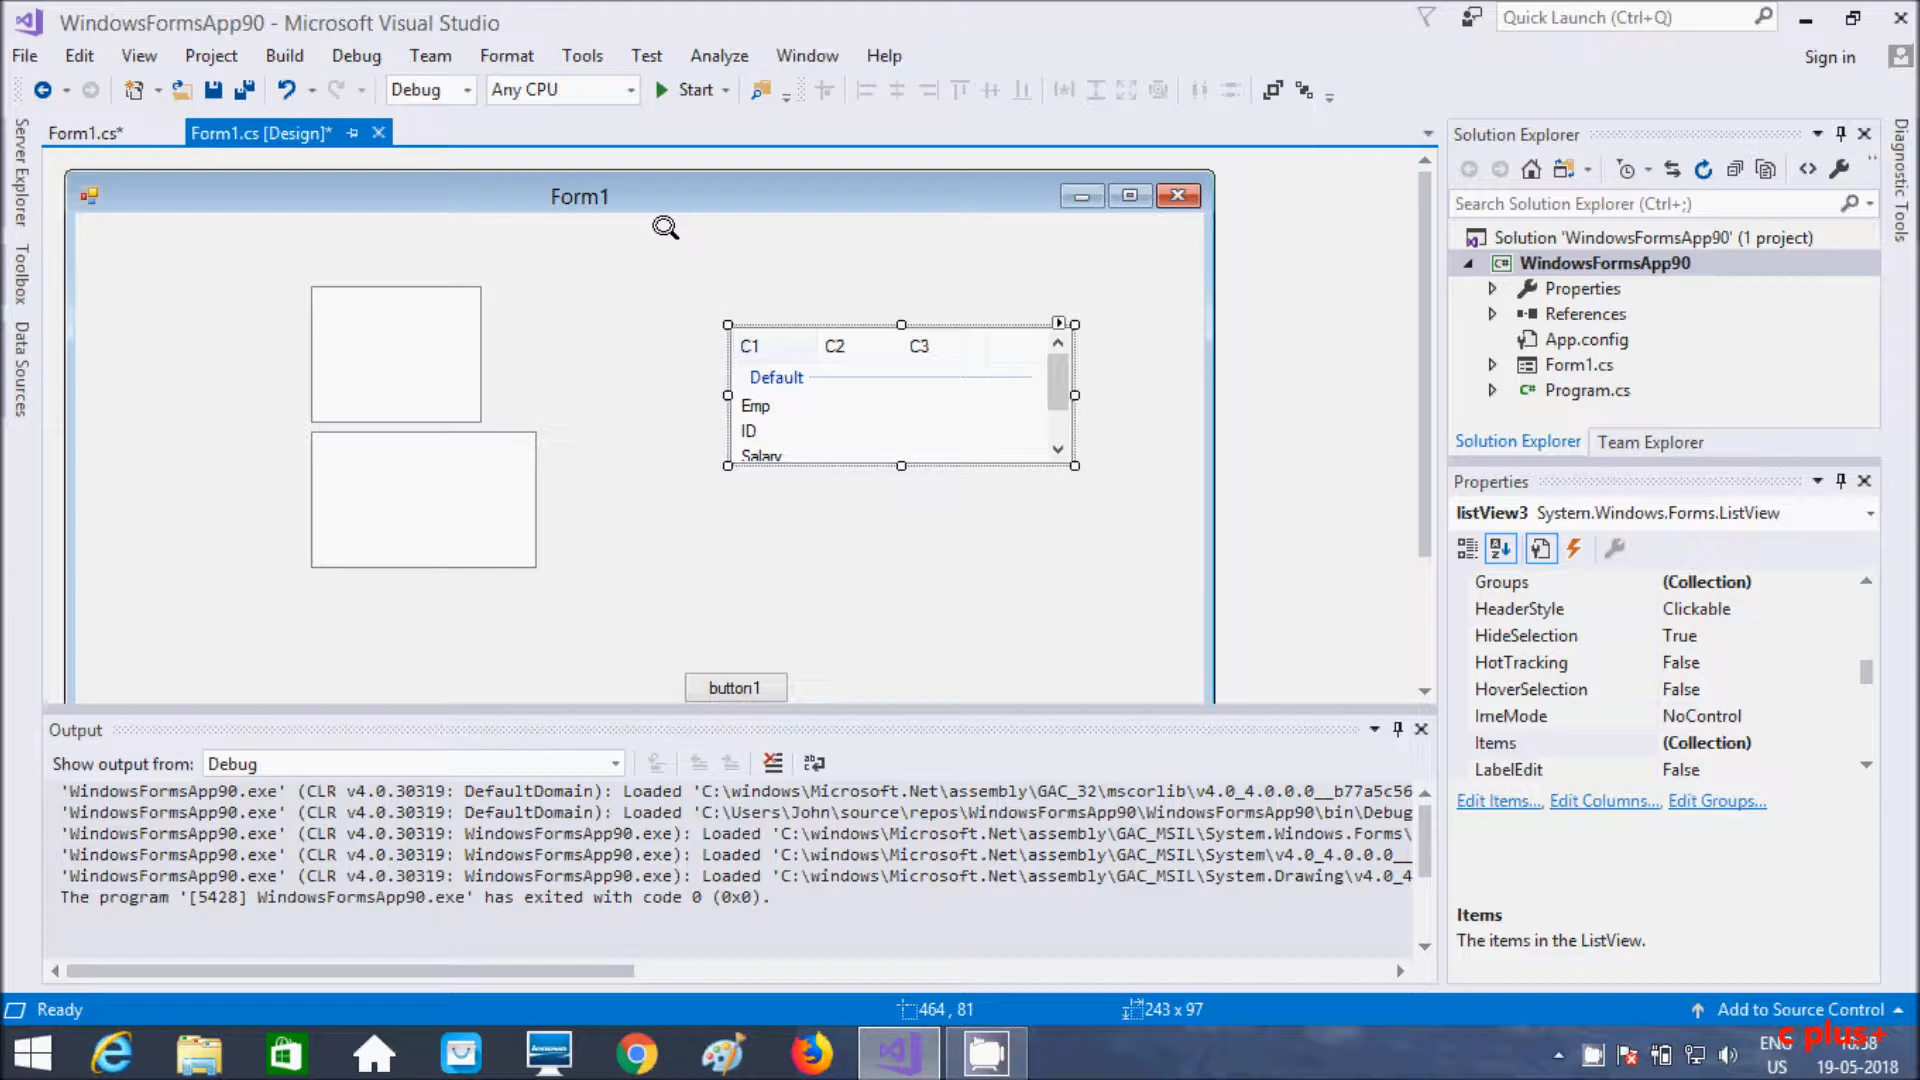 WindowsFormsApp90 - Microsoft Visual Studio
Quick Launch (Ctrl+Q)
File Edit View Project Build Debug Team Format Tools Test Analyze Window Help
Sign in
Debug Any CPU Start
Form1.cs* Form1.cs [Design]*
Server Explorer
Toolbox
Data Sources
Form1
C1 C2 C3
Default
Emp
ID
Salary
button1
Solution Explorer
Search Solution Explorer (Ctrl+;)
Solution 'WindowsFormsApp90' (1 project)
C# WindowsFormsApp90
Properties
References
App.config
Form1.cs
C# Program.cs
Solution Explorer Team Explorer
Diagnostic Tools
Properties
listView3 System.Windows.Forms.ListView
Groups (Collection)
HeaderStyle Clickable
HideSelection True
HotTracking False
HoverSelection False
ImeMode NoControl
Items (Collection)
LabelEdit False
Edit Items..., Edit Columns..., Edit Groups...
Items
The items in the ListView.
Output
Show output from: Debug
'WindowsFormsApp90.exe' (CLR v4.0.30319: DefaultDomain): Loaded 'C:\windows\Microsoft.Net\assembly\GAC_32\mscorlib\v4.0_4.0.0.0__b77a5c56
'WindowsFormsApp90.exe' (CLR v4.0.30319: DefaultDomain): Loaded 'C:\Users\John\source\repos\WindowsFormsApp90\WindowsFormsApp90\bin\Debug
'WindowsFormsApp90.exe' (CLR v4.0.30319: WindowsFormsApp90.exe): Loaded 'C:\windows\Microsoft.Net\assembly\GAC_MSIL\System.Windows.Forms\
'WindowsFormsApp90.exe' (CLR v4.0.30319: WindowsFormsApp90.exe): Loaded 'C:\windows\Microsoft.Net\assembly\GAC_MSIL\System\v4.0_4.0.0.0__
'WindowsFormsApp90.exe' (CLR v4.0.30319: WindowsFormsApp90.exe): Loaded 'C:\windows\Microsoft.Net\assembly\GAC_MSIL\System.Drawing\v4.0_4
The program '[5428] WindowsFormsApp90.exe' has exited with code 0 (0x0).
Ready 464 , 81 243 x 97 Add to Source Control
c plus+
ENG
US 19-05-2018